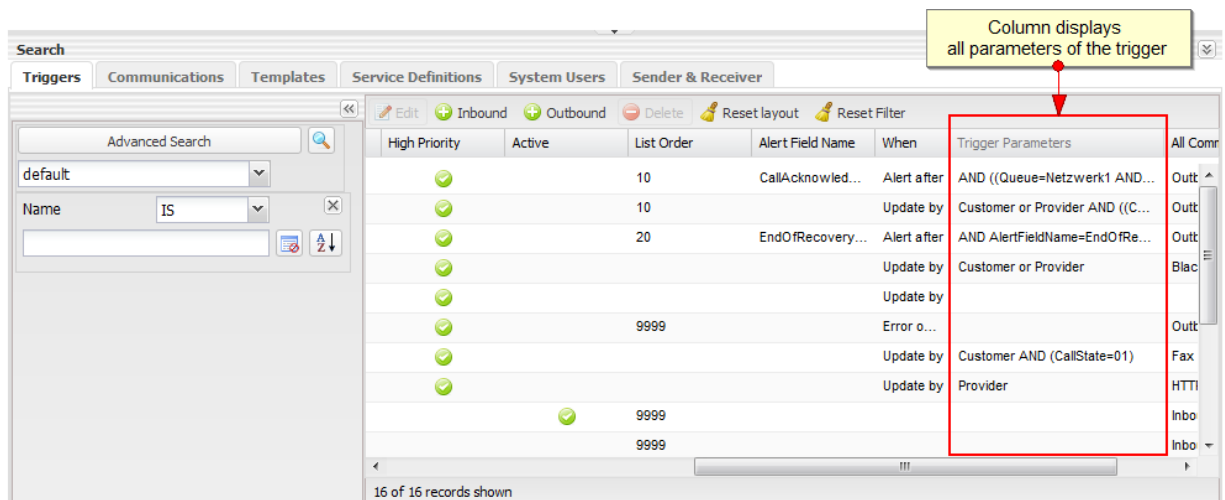 Column displays
all parameters of the trigger
Search
Triggers Communications Templates Service Definitions System Users Sender & Receiver
Edit Inbound Outbound Delete Reset layout Reset Filter
Advanced Search
default
Name IS
High Priority Active List Order Alert Field Name When Trigger Parameters All Comr
10 CallAcknowled... Alert after AND ((Queue=Netzwerk1 AND... Outb
10 Update by Customer or Provider AND ((C... Outb
20 EndOfRecovery... Alert after AND AlertFieldName=EndOfRe... Outb
Update by Customer or Provider Blac
Update by
9999 Error o... Outb
Update by Customer AND (CallState=01) Fax
Update by Provider HTTI
9999 Inbo
9999 Inbo
16 of 16 records shown